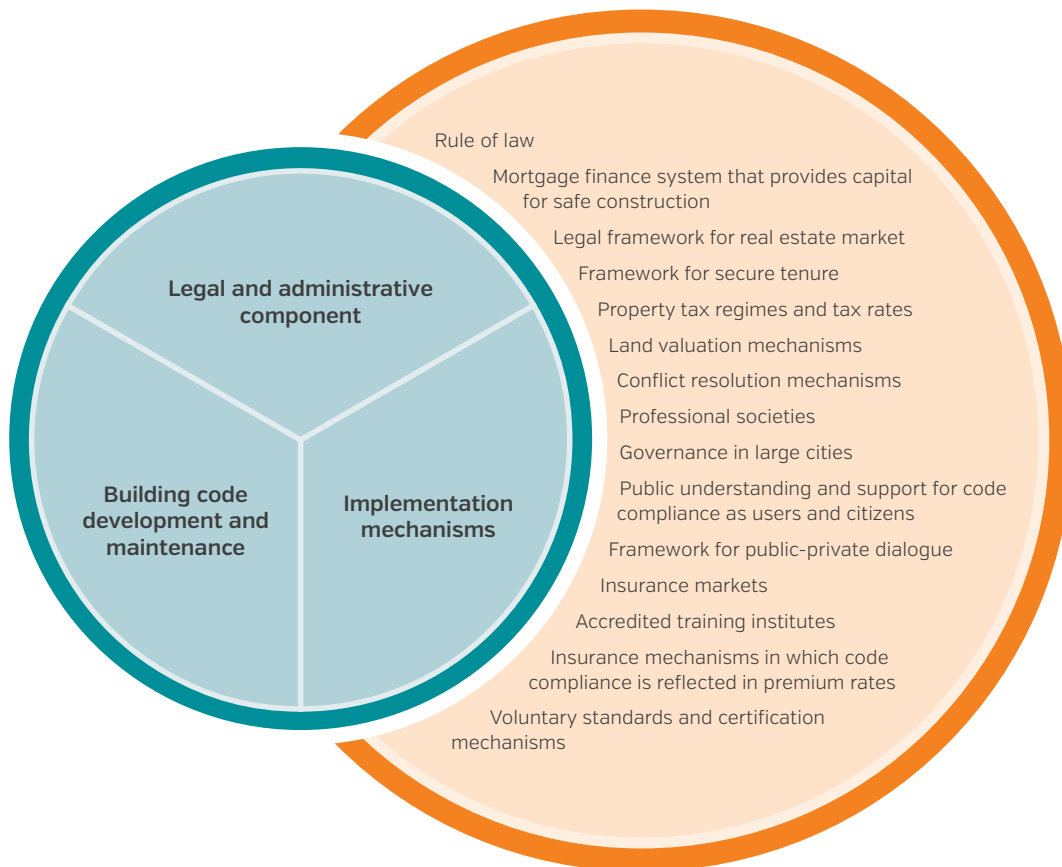 Legal and administrative
component
Building code
development and
maintenance
Implementation
mechanisms
Rule of law
Mortgage finance system that provides capital
for safe construction
Legal framework for real estate market
Framework for secure tenure
Property tax regimes and tax rates
Land valuation mechanisms
Conflict resolution mechanisms
Professional societies
Governance in large cities
Public understanding and support for code
compliance as users and citizens
Framework for public-private dialogue
Insurance markets
Accredited training institutes
Insurance mechanisms in which code
compliance is reflected in premium rates
Voluntary standards and certification
mechanisms